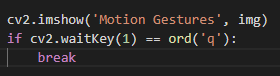 cv2.imshow('Motion Gestures', img)
if cv2.waitKey(1) == ord('q'):
    break